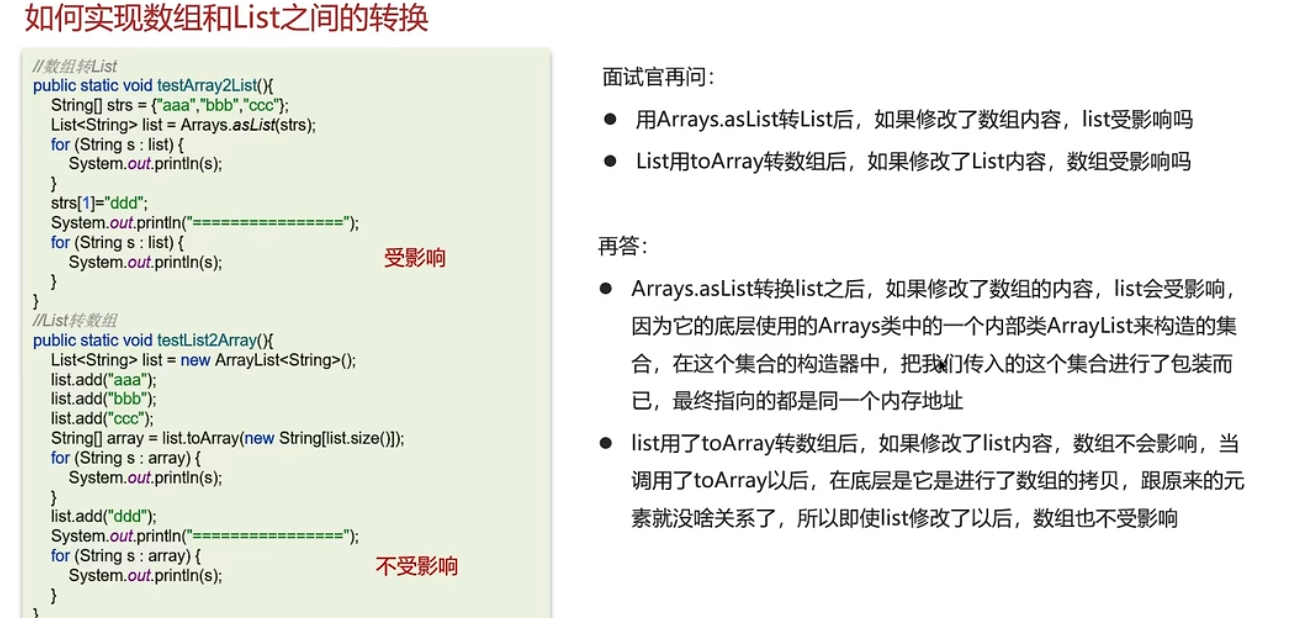 如何实现数组和List之间的转换
//数组转List
public static void testArray2List(){
String[] strs = {"aaa","bbb","ccc"};
List<String> list = Arrays.asList(strs);
for (String s : list) {
System.out.println(s);
}
strs[1]="ddd";
System.out.println("================");
for (String s : list) {
System.out.println(s);
}
}
受影响
//List转数组
public static void testList2Array(){
List<String> list = new ArrayList<String>();
list.add("aaa");
list.add("bbb");
list.add("ccc");
String[] array = list.toArray(new String[list.size()]);
for (String s : array) {
System.out.println(s);
}
list.add("ddd");
System.out.println("================");
for (String s : array) {
System.out.println(s);
}
}
不受影响
面试官再问：
● 用Arrays.asList转List后，如果修改了数组内容，list受影响吗
● List用toArray转数组后，如果修改了List内容，数组受影响吗
再答：
● Arrays.asList转换list之后，如果修改了数组的内容，list会受影响，
因为它的底层使用的Arrays类中的一个内部类ArrayList来构造的集
合，在这个集合的构造器中，把我们传入的这个集合进行了包装而
已，最终指向的都是同一个内存地址
● list用了toArray转数组后，如果修改了list内容，数组不会影响，当
调用了toArray以后，在底层是它是进行了数组的拷贝，跟原来的元
素就没啥关系了，所以即使list修改了以后，数组也不受影响